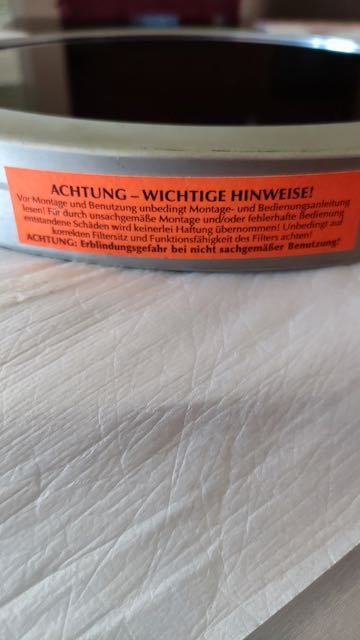 ACHTUNG – WICHTIGE HINWEISE!
Vor Montage und Benutzung unbedingt Montage- und Bedienungsanleitung
lesen! Für durch unsachgemäße Montage und/oder fehlerhafte Bedienung
entstandene Schäden wird keinerlei Haftung übernommen! Unbedingt auf
korrekten Filtersitz und Funktionsfähigkeit des Filters achten!
ACHTUNG: Erblindungsgefahr bei nicht sachgemäßer Benutzung!